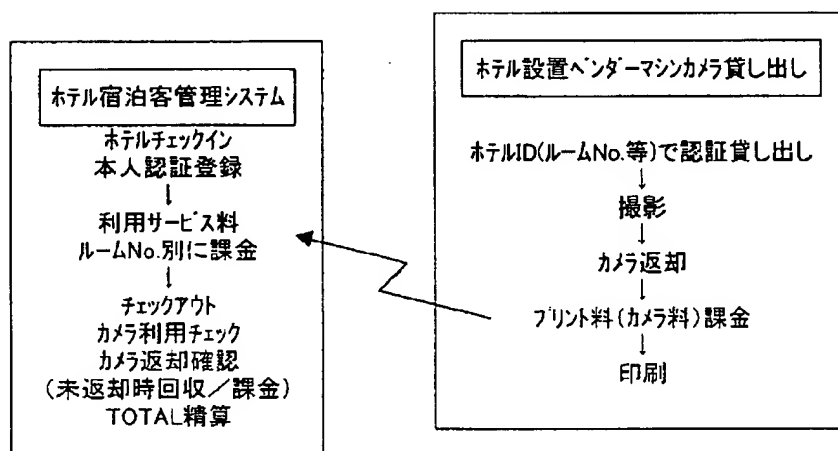 ホテル宿泊客管理システム
ホテルチェックイン
本人認証登録
↓
利用サービス料
ルームNo.別に課金
↓
チェックアウト
カメラ利用チェック
カメラ返却確認
(未返却時回収/課金)
TOTAL精算
ホテル設置ベンダーマシンカメラ貸し出し
ホテルID(ルームNo.等)で認証貸し出し
↓
撮影
↓
カメラ返却
↓
プリント料(カメラ料)課金
↓
印刷